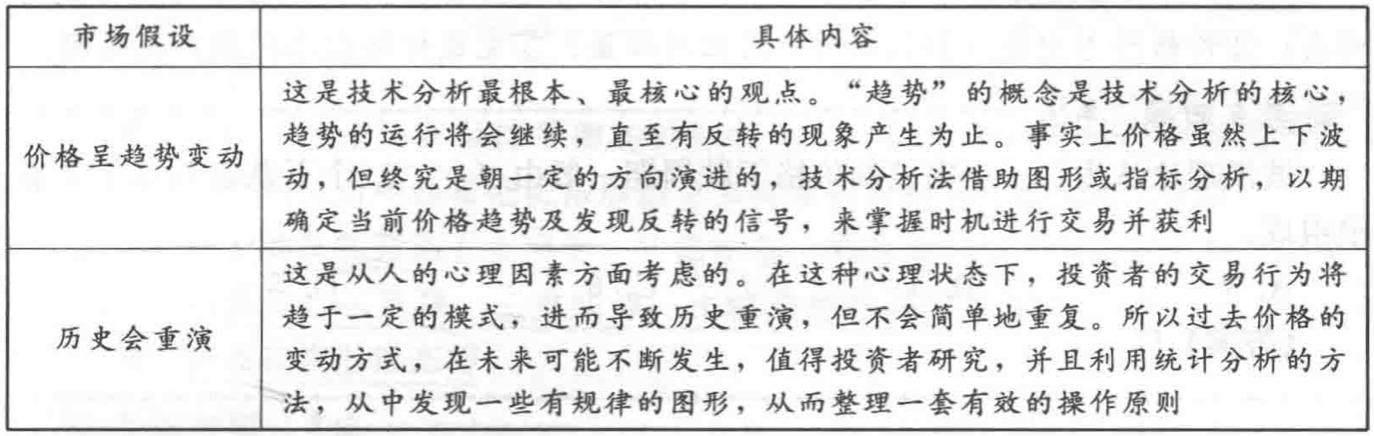 市场假设
具体内容
价格呈趋势变动
这是技术分析最根本、最核心的观点。“趋势”的概念是技术分析的核心，
趋势的运行将会继续，直至有反转的现象产生为止。事实上价格虽然上下波
动，但终究是朝一定的方向演进的，技术分析法借助图形或指标分析，以期
确定当前价格趋势及发现反转的信号，来掌握时机进行交易并获利
历史会重演
这是从人的心理因素方面考虑的。在这种心理状态下，投资者的交易行为将
趋于一定的模式，进而导致历史重演，但不会简单地重复。所以过去价格的
变动方式，在未来可能不断发生，值得投资者研究，并且利用统计分析的方
法，从中发现一些有规律的图形，从而整理一套有效的操作原则